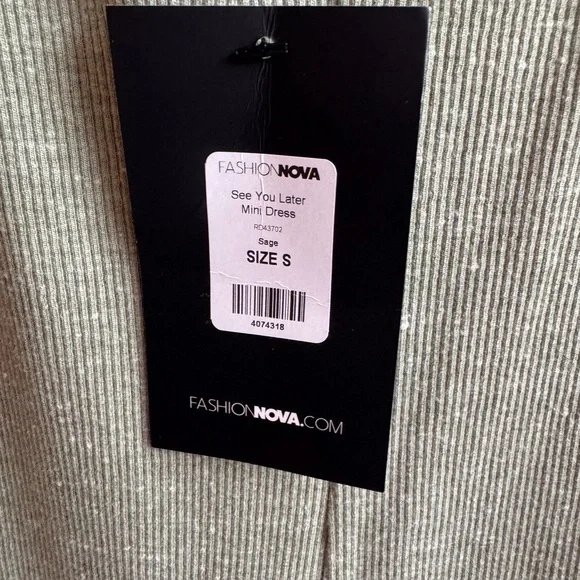 FASHIONNOVA
See You Later
Mini Dress
RD43702
Sage
SIZE S
4074318
FASHIONNOVA.COM